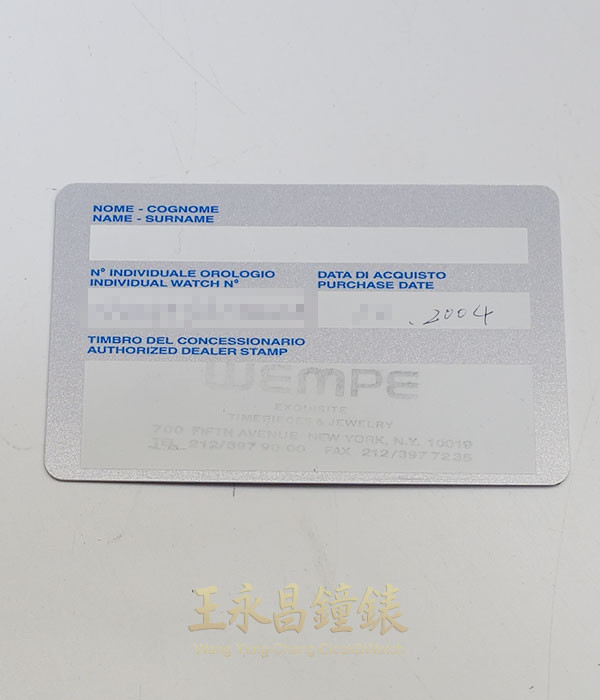 NOME - COGNOME
NAME - SURNAME
N° INDIVIDUALE OROLOGIO
INDIVIDUAL WATCH N°
DATA DI ACQUISTO
PURCHASE DATE
.2004
TIMBRO DEL CONCESSIONARIO
AUTHORIZED DEALER STAMP
WEMPE
EXQUISITE
TIMEPIECES & JEWELRY
700 FIFTH AVENUE NEW YORK, N.Y. 10019
TEL. 212/397 90 00 FAX 212/397 7235
王永昌鐘錶